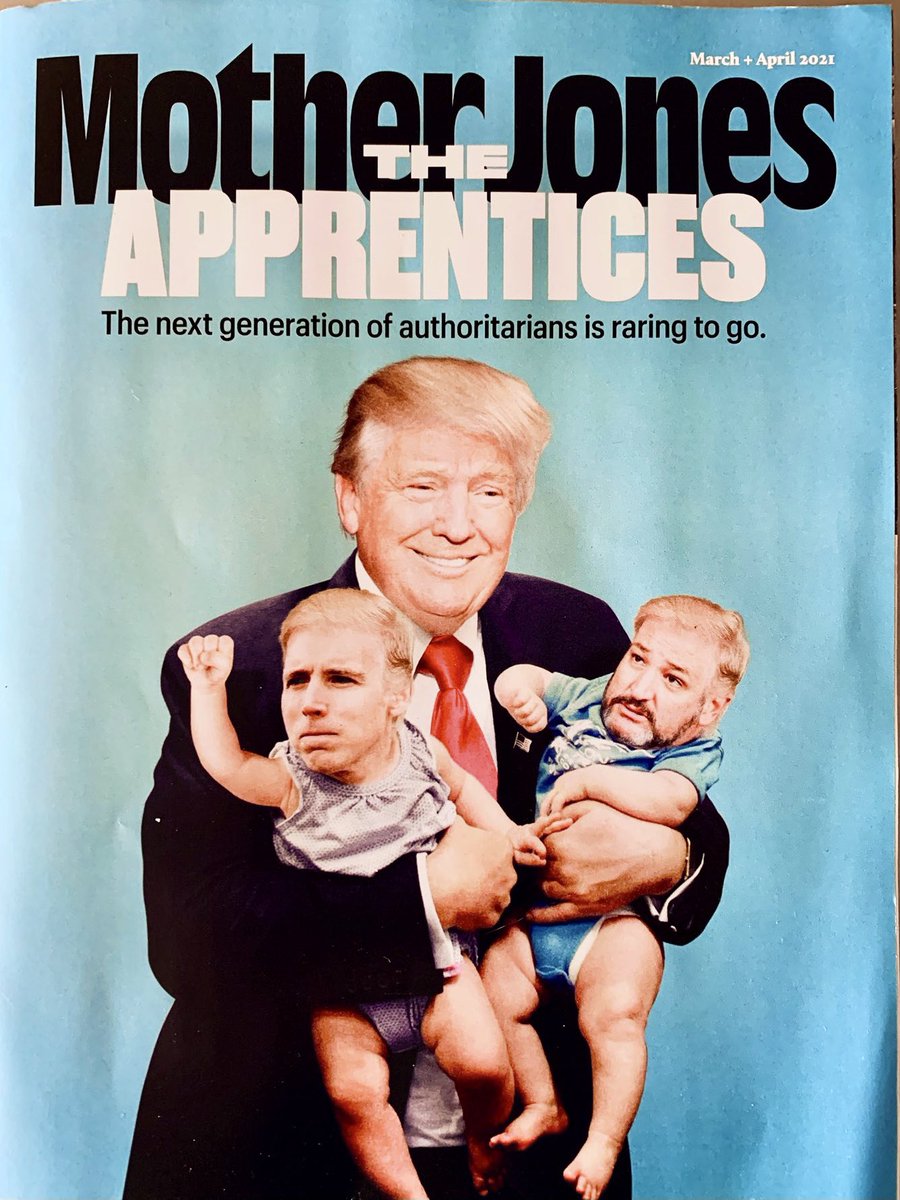 March + April 2021
Mother Jones
THE
APPRENTICES
The next generation of authoritarians is raring to go.